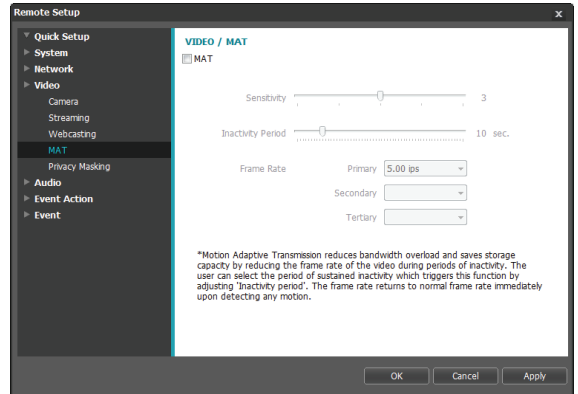 Remote Setup
x
Quick Setup
System
Network
Video
Camera
Streaming
Webcasting
MAT
Privacy Masking
Audio
Event Action
Event
VIDEO / MAT
MAT
Sensitivity 3
Inactivity Period 10 sec.
Frame Rate Primary 5.00 ips
Secondary
Tertiary
*Motion Adaptive Transmission reduces bandwidth overload and saves storage
capacity by reducing the frame rate of the video during periods of inactivity. The
user can select the period of sustained inactivity which triggers this function by
adjusting 'Inactivity period'. The frame rate returns to normal frame rate immediately
upon detecting any motion.
OK Cancel Apply